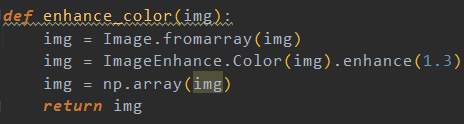 def enhance_color(img):
    img = Image.fromarray(img)
    img = ImageEnhance.Color(img).enhance(1.3)
    img = np.array(img)
    return img